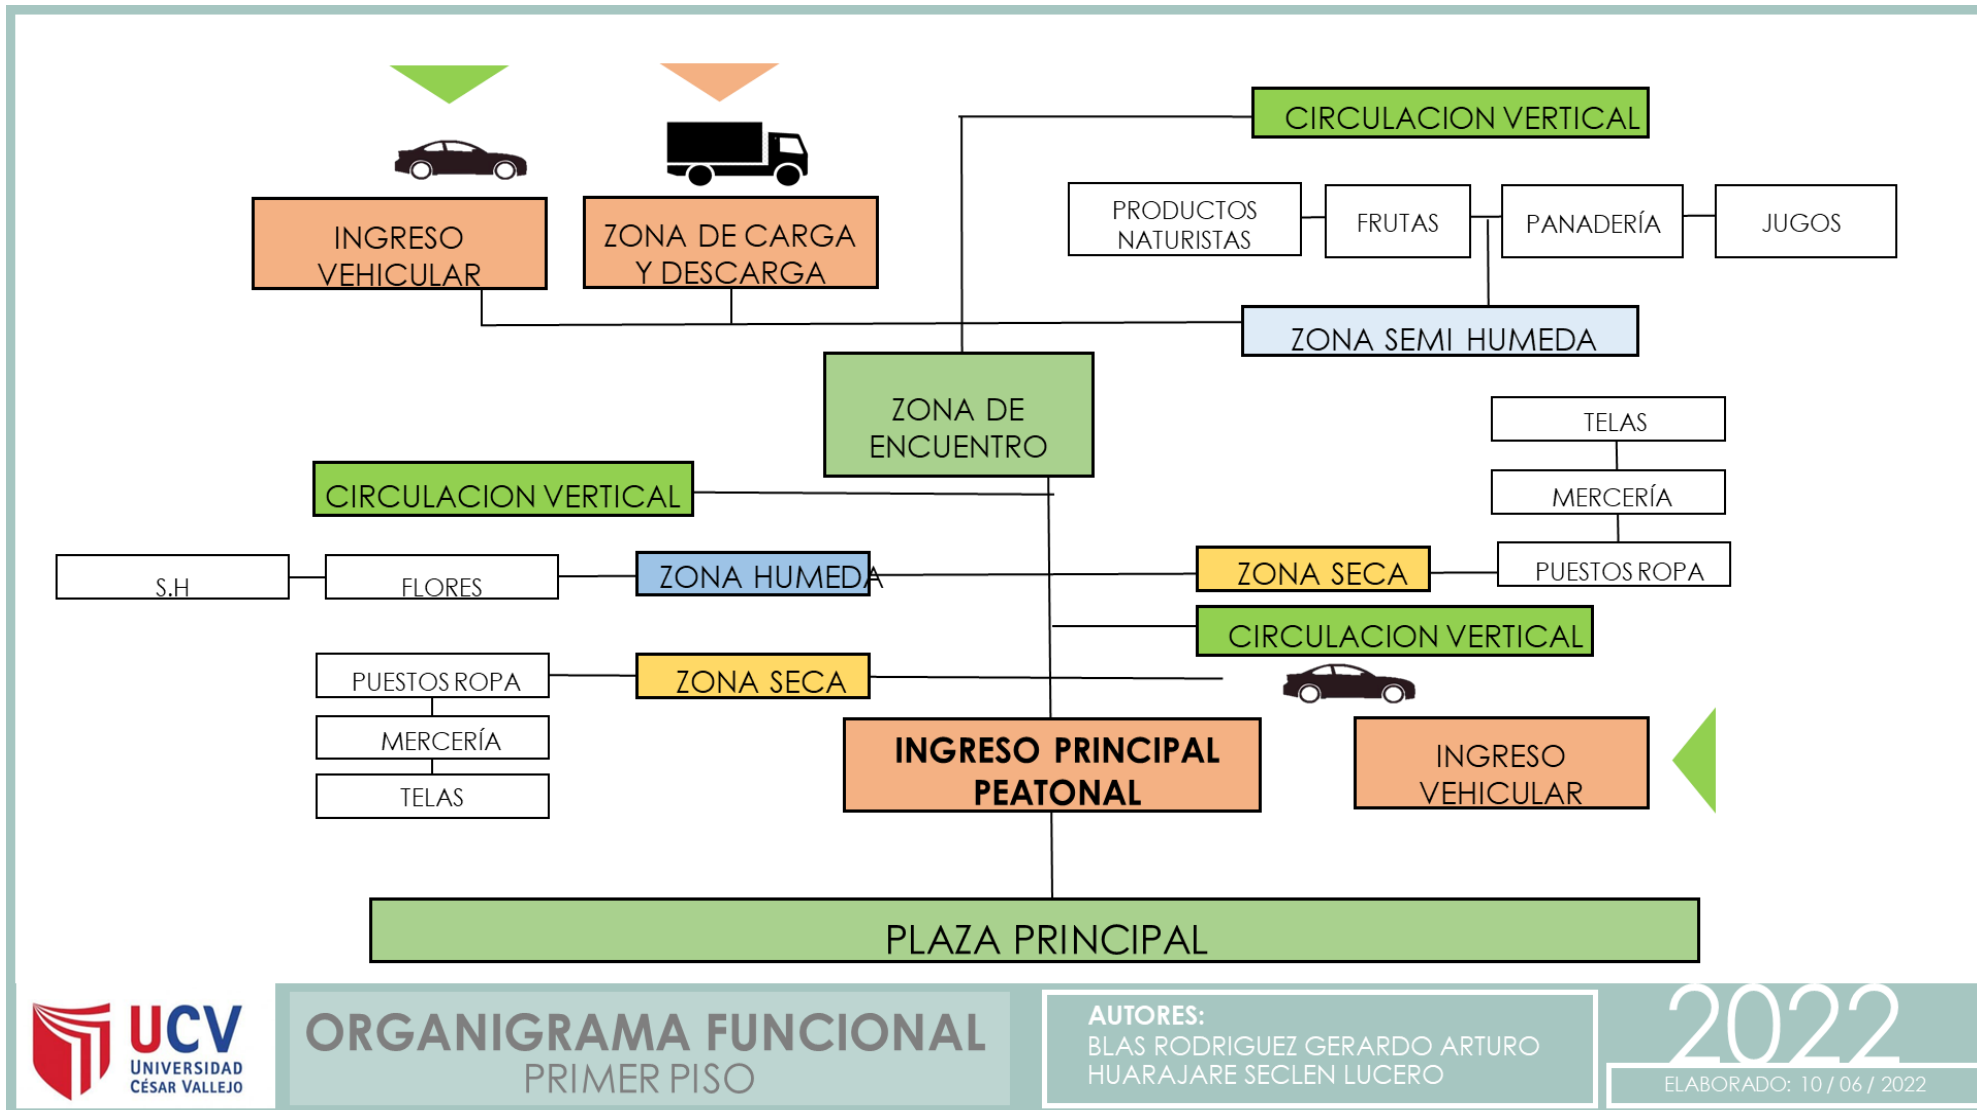 CIRCULACION VERTICAL
INGRESO
VEHICULAR
ZONA DE CARGA
Y DESCARGA
PRODUCTOS
NATURISTAS
FRUTAS
PANADERÍA
JUGOS
ZONA SEMI HUMEDA
ZONA DE
ENCUENTRO
TELAS
MERCERÍA
PUESTOS ROPA
CIRCULACION VERTICAL
S.H
FLORES
ZONA HUMEDA
ZONA SECA
CIRCULACION VERTICAL
PUESTOS ROPA
ZONA SECA
MERCERÍA
TELAS
INGRESO PRINCIPAL
PEATONAL
INGRESO
VEHICULAR
PLAZA PRINCIPAL
UCV
UNIVERSIDAD
CÉSAR VALLEJO
ORGANIGRAMA FUNCIONAL
PRIMER PISO
AUTORES:
BLAS RODRIGUEZ GERARDO ARTURO
HUARAJARE SECLEN LUCERO
2022
ELABORADO: 10 / 06 / 2022